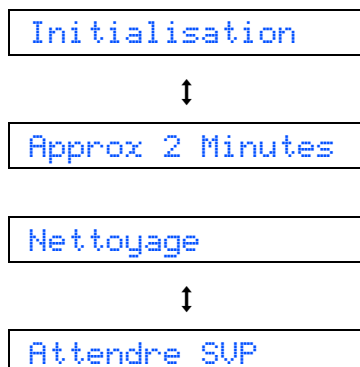 Initialisation
Approx 2 Minutes
Nettoyage
Attendre SVP